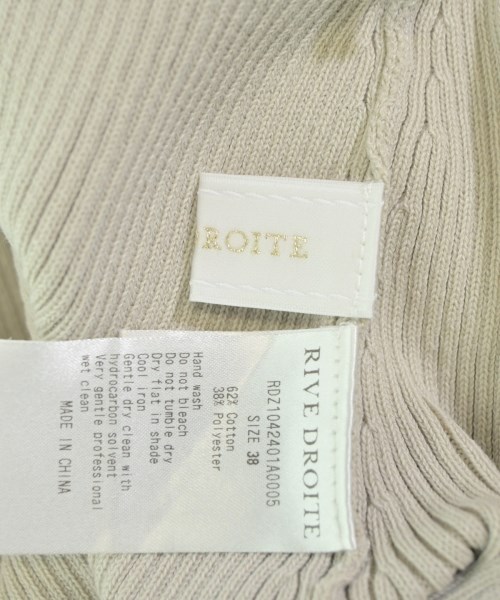 ROITE
RIVE DROITE
RDZ1042401A0005
SIZE 38
62% Cotton
38% Polyester
Hand wash
Do not bleach
Do not tumble dry
Dry flat in shade
Cool iron
Gentle dry clean with
hydrocarbon solvent
Very gentle professional
wet clean
MADE IN CHINA